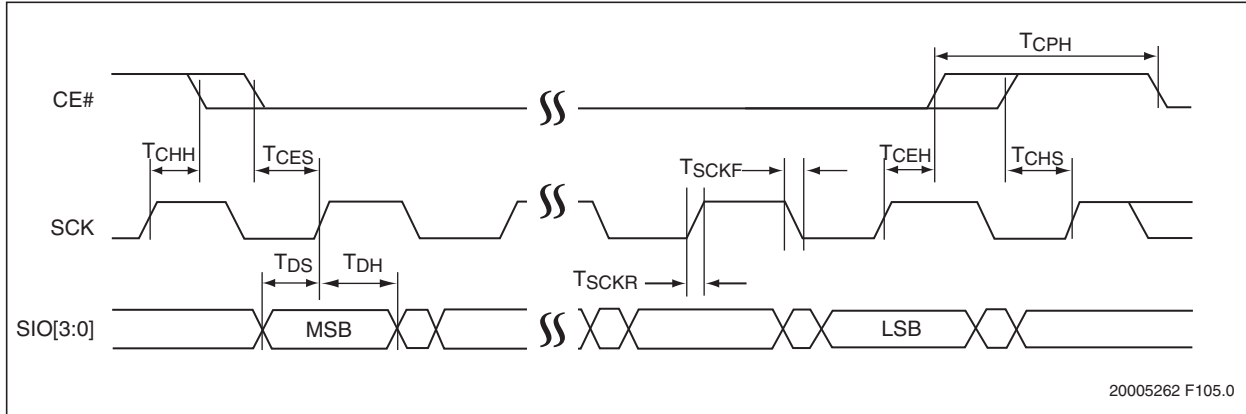 TCPH
CE#
TCHH
TCES
TSCKF
TCEH
TCHS
SCK
TDS
TDH
TSCKR
SIO[3:0]
MSB
LSB
20005262 F105.0